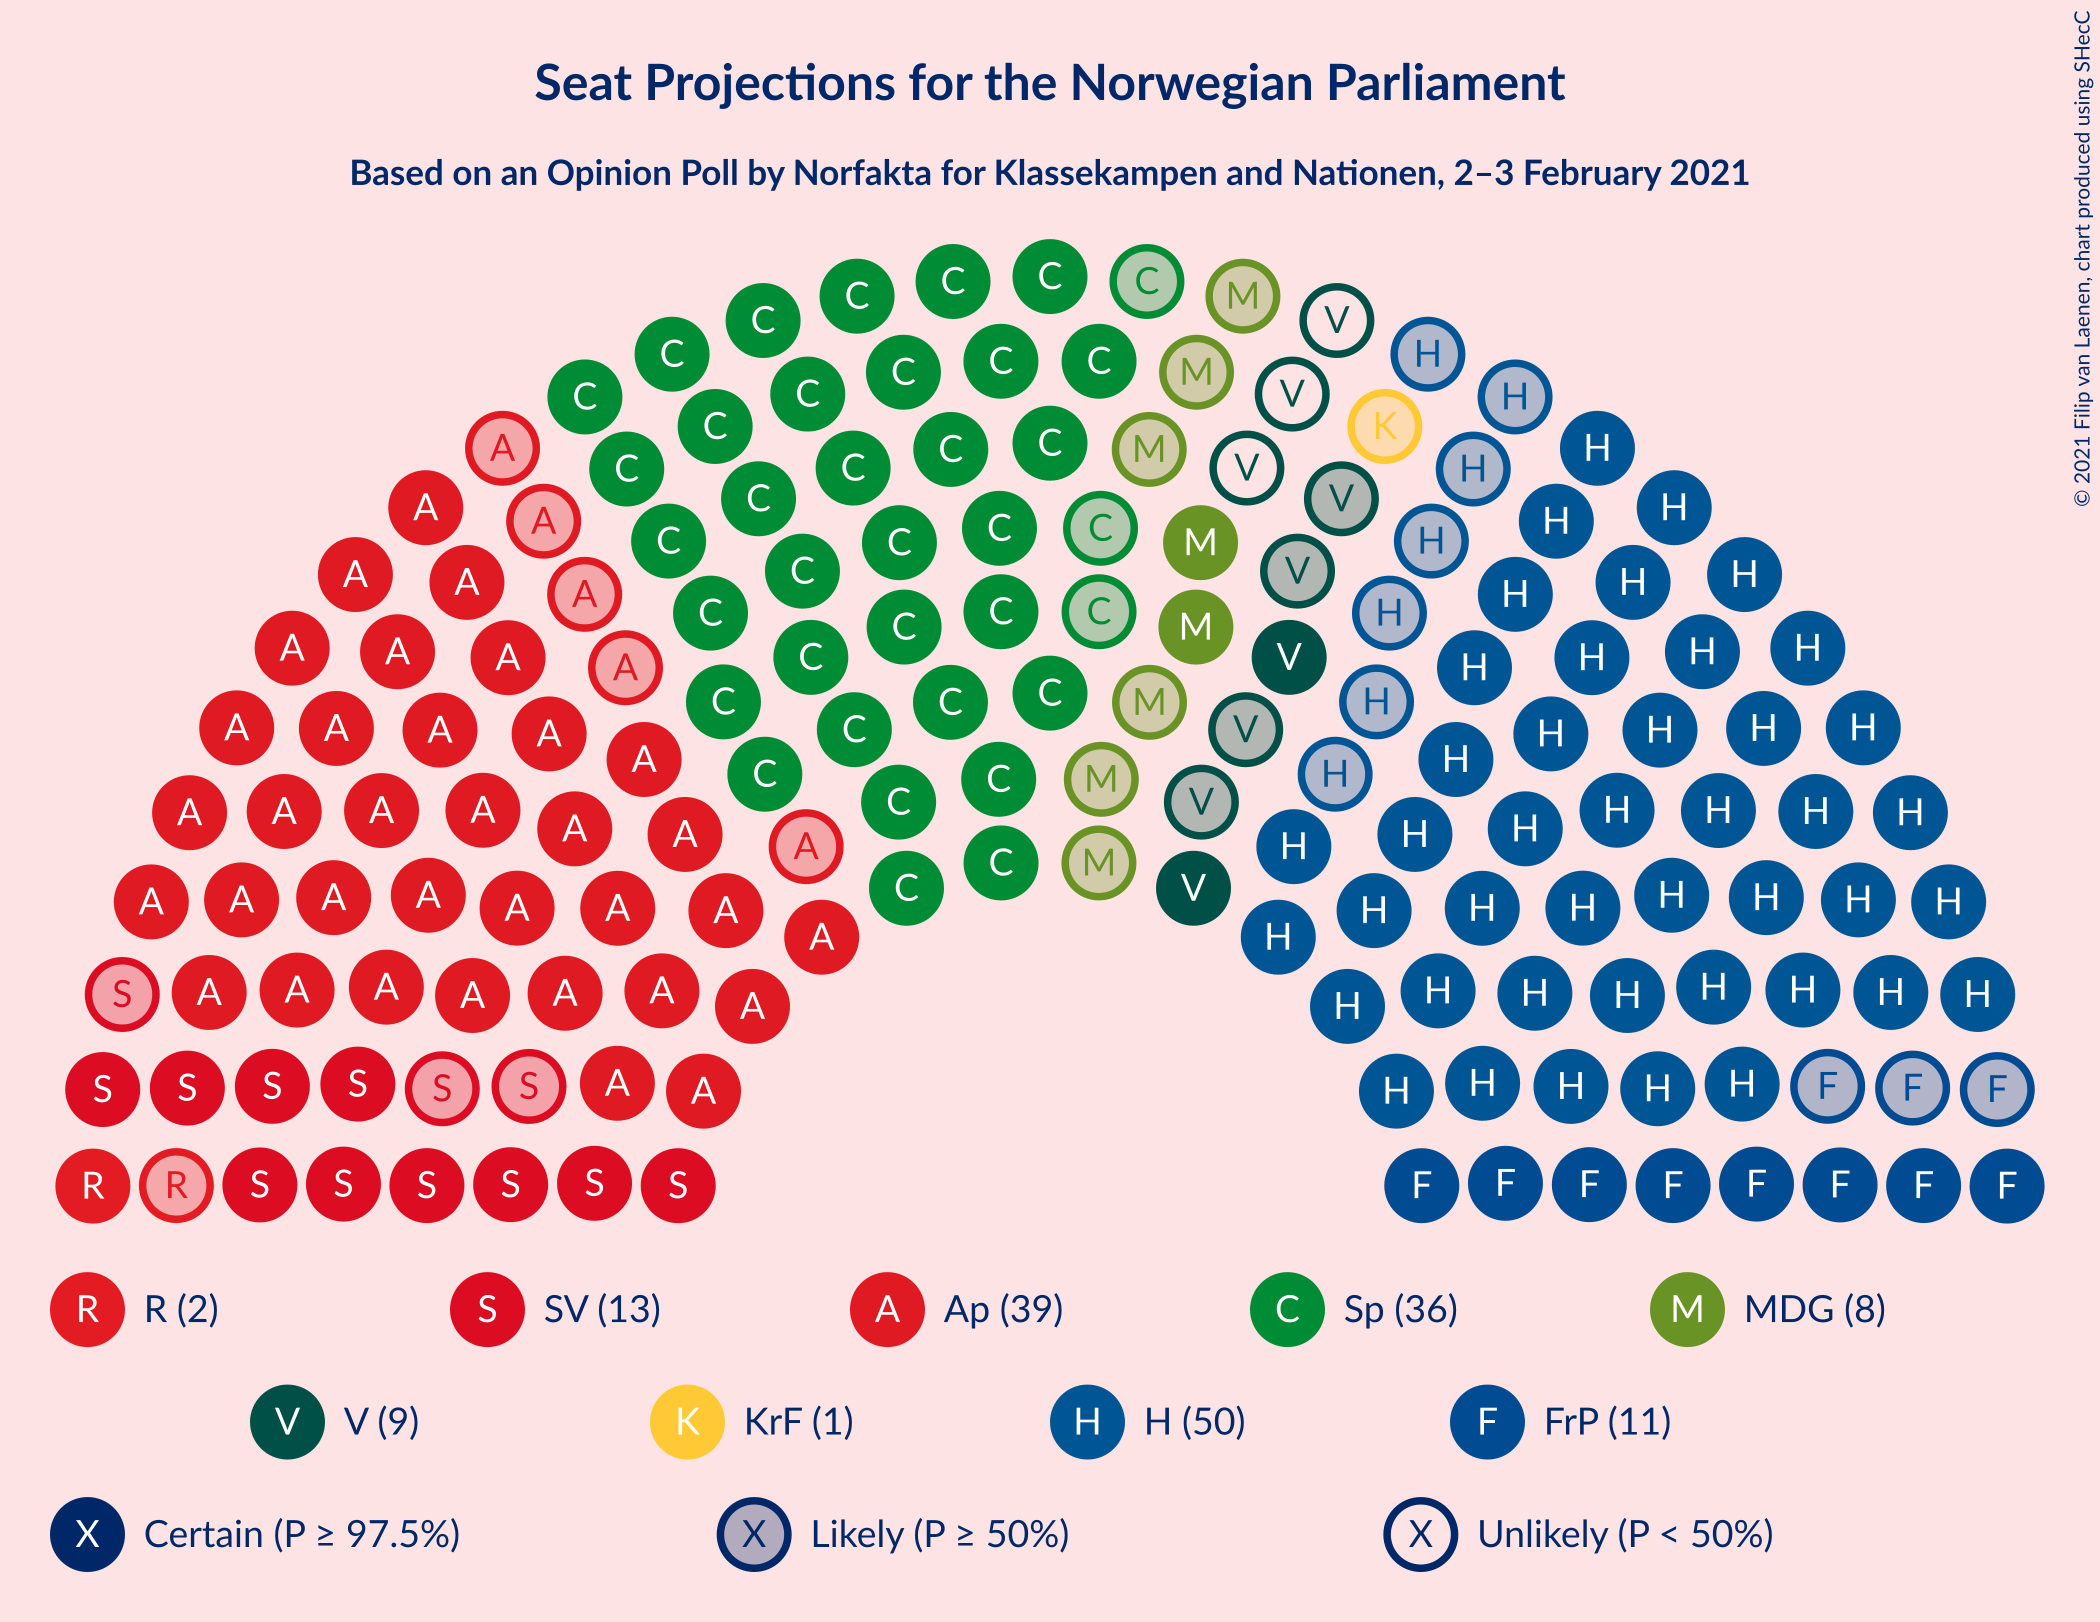 © 2021 Filip van Laenen, chart produced using SHecC
Seat Projections for the Norwegian Parliament
Based on an Opinion Poll by Norfakta for Klassekampen and Nationen, 2–3 February 2021
C C C C M
C C V
C C C M H
C C V H
C C C K
A C C C M V H
C C H
A C V H
A A C C C C M V H H
A C C V H
A A A C C C M H H H
A C C V H
A A A C C H H H
A C C M H
A A A A C V H H H H
A C C M H H
A A A A A C V H H H H H
A A C M H H
A A A A A A C V H H H H H H
A A H H
S A A A A A A H H H H H H H
A H
S S S S S S A A H H H H H F F F
R R S S S S S S F F F F F F F F
R R (2) S SV (13) A Ap (39) C Sp (36) M MDG (8)
V V (9) K KrF (1) H H (50) F FrP (11)
X Certain (P ≥ 97.5%) X Likely (P ≥ 50%) X Unlikely (P < 50%)